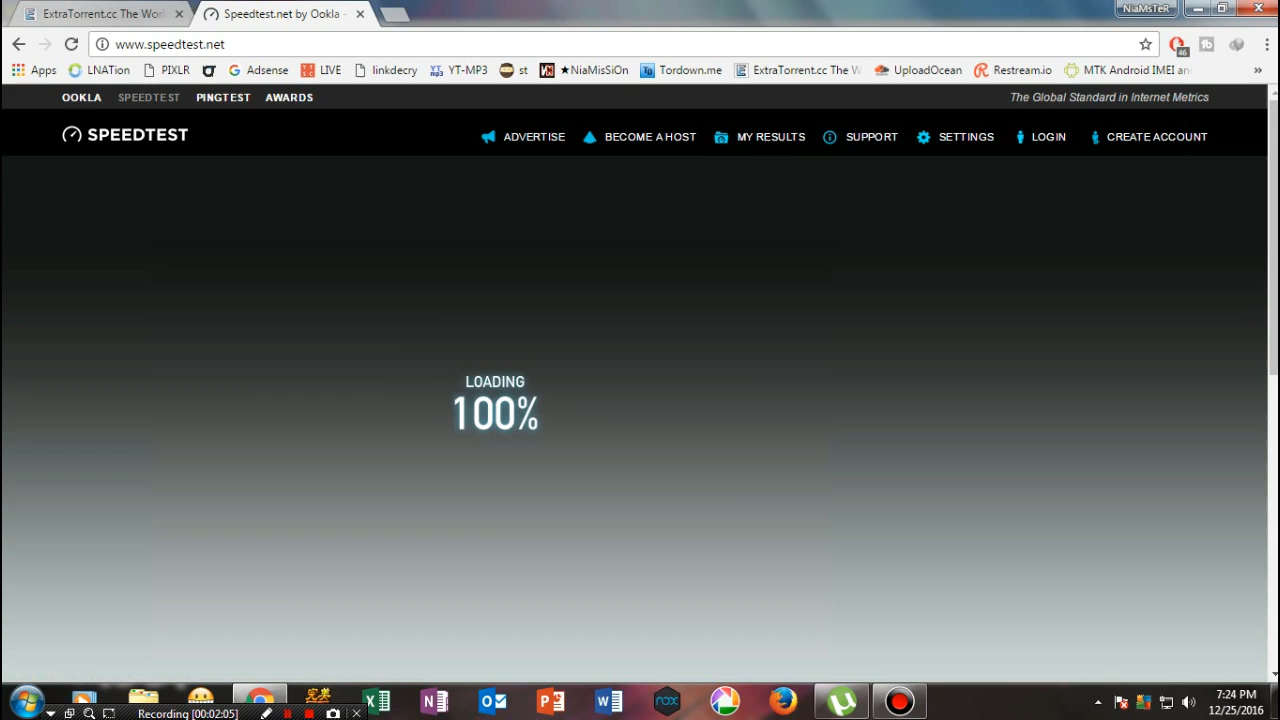 ExtraTorrent.cc The Worl
Speedtest.net by Ookla -
NiaMsTeR
www.speedtest.net
46
Apps LNATion PIXLR Adsense LIVE linkdecry YT-MP3 st ★NiaMisSiOn Tordown.me ExtraTorrent.cc The W UploadOcean Restream.io MTK Android IMEI an »
OOKLA SPEEDTEST PINGTEST AWARDS The Global Standard in Internet Metrics
SPEEDTEST ADVERTISE BECOME A HOST MY RESULTS SUPPORT SETTINGS LOGIN CREATE ACCOUNT
LOADING
100%
nox
7:24 PM
12/25/2016
Recording [00:02:05]